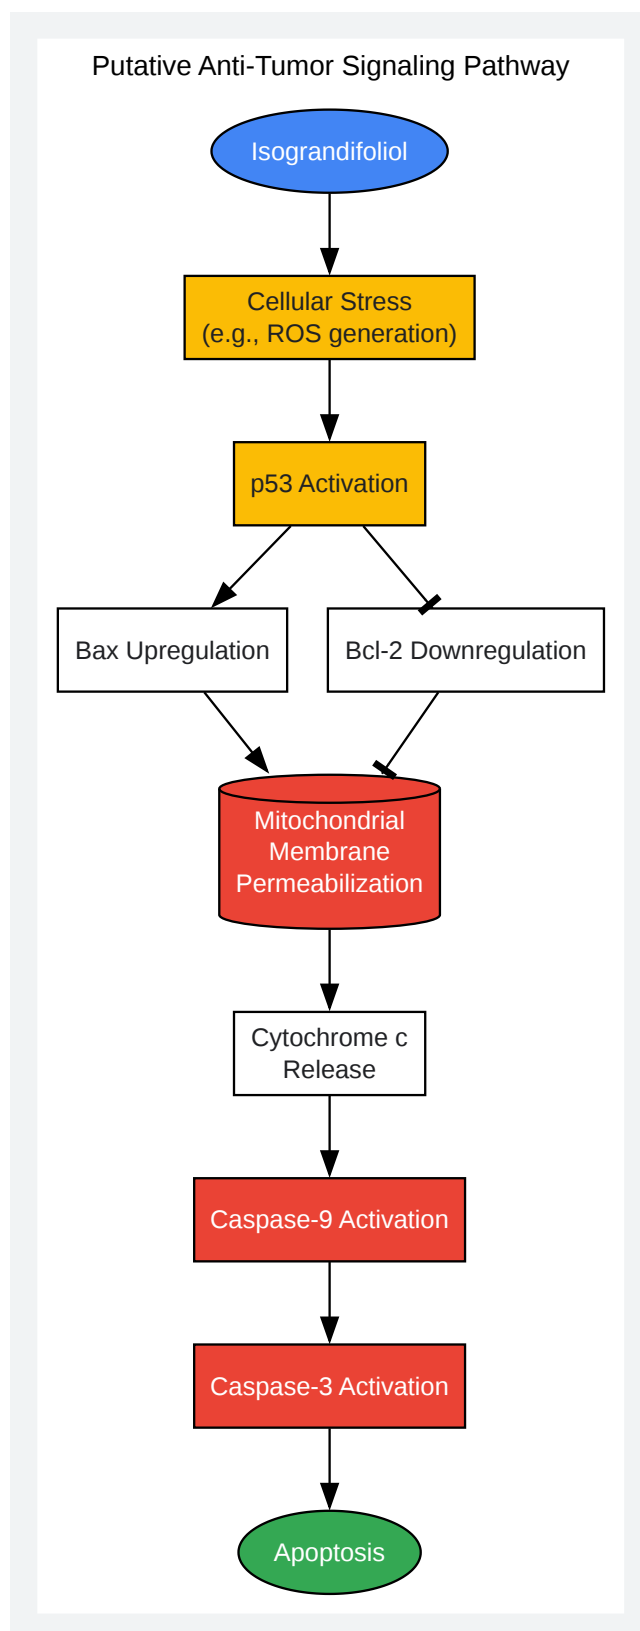 Putative Anti-Tumor Signaling Pathway
Isograndifoliol
Cellular Stress
(e.g., ROS generation)
p53 Activation
Bax Upregulation
Bcl-2 Downregulation
Mitochondrial
Membrane
Permeabilization
Cytochrome c
Release
Caspase-9 Activation
Caspase-3 Activation
Apoptosis